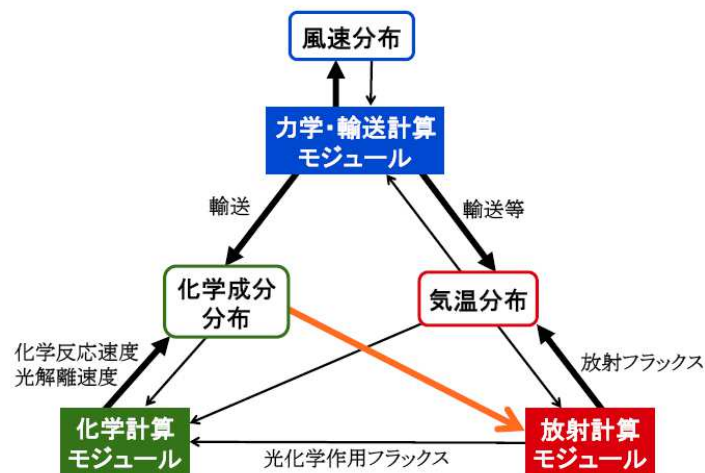 風速分布
力学・輸送計算
モジュール
輸送
輸送等
化学成分
分布
気温分布
化学反応速度
光解離速度
放射フラックス
化学計算
モジュール
光化学作用フラックス
放射計算
モジュール